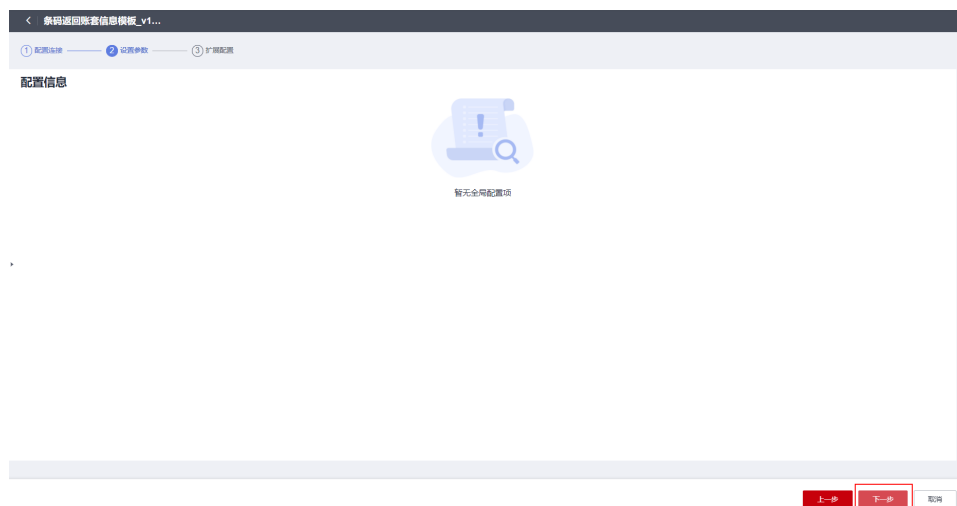 条码返回账套信息模板_v1...
1 配置连接 2 设置参数 3 扩展配置
配置信息
暂无全局配置项
上一步 下一步 取消